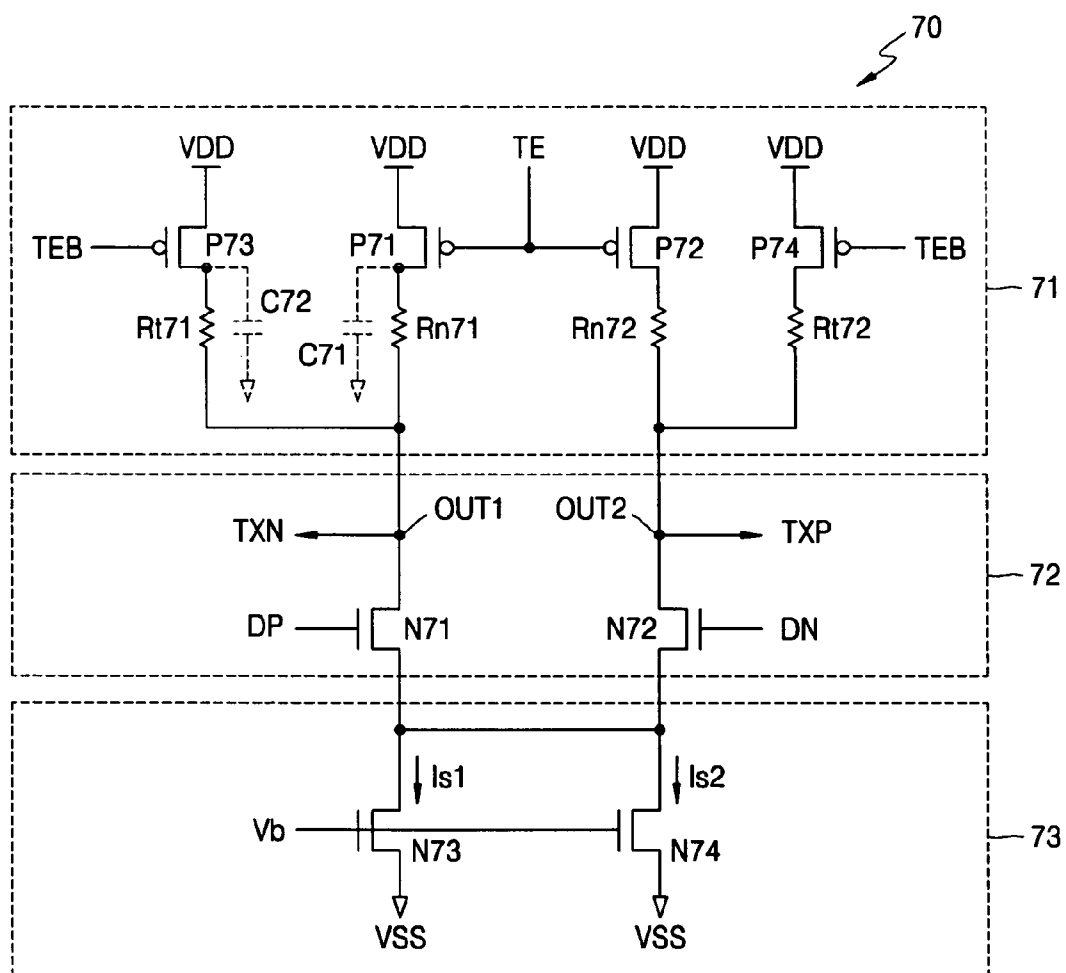 70
VDD VDD TE VDD VDD
TEB P73 P71 P72 P74 TEB
71
Rt71 C72 C71 Rn71 Rn72 Rt72
TXN OUT1 OUT2 TXP
72
DP N71 N72 DN
Is1 Is2
Vb N73 N74 73
VSS VSS